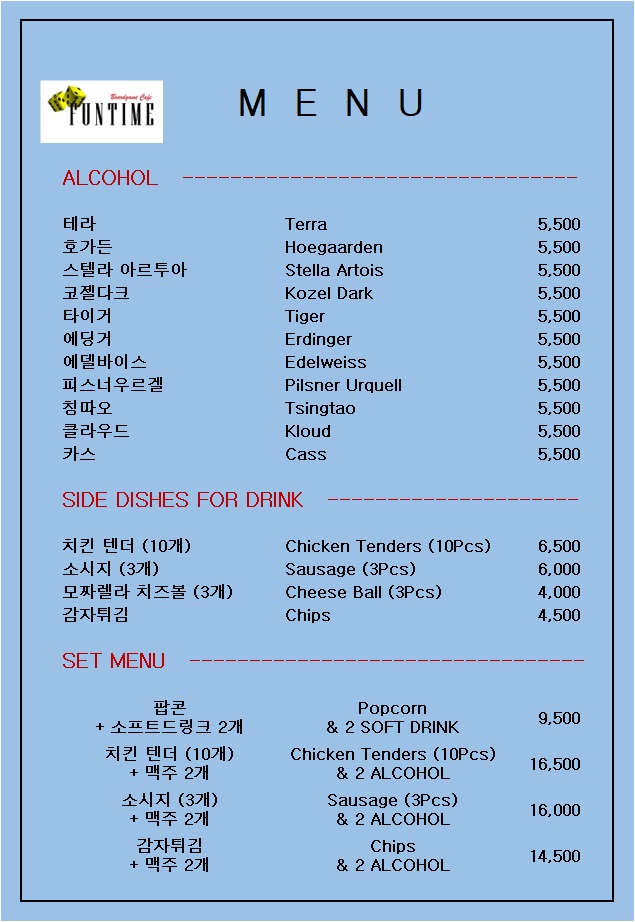 Boardgame Cafe
FUNTIME
M E N U
ALCOHOL ---------------------------------
테라 Terra 5,500
호가든 Hoegaarden 5,500
스텔라 아르투아 Stella Artois 5,500
코젤다크 Kozel Dark 5,500
타이거 Tiger 5,500
에딩거 Erdinger 5,500
에델바이스 Edelweiss 5,500
피스너우르겔 Pilsner Urquell 5,500
칭따오 Tsingtao 5,500
클라우드 Kloud 5,500
카스 Cass 5,500
SIDE DISHES FOR DRINK ---------------------
치킨 텐더 (10개) Chicken Tenders (10Pcs) 6,500
소시지 (3개) Sausage (3Pcs) 6,000
모짜렐라 치즈볼 (3개) Cheese Ball (3Pcs) 4,000
감자튀김 Chips 4,500
SET MENU ---------------------------------
팝콘 Popcorn
+ 소프트드링크 2개 & 2 SOFT DRINK 9,500
치킨 텐더 (10개) Chicken Tenders (10Pcs)
+ 맥주 2개 & 2 ALCOHOL 16,500
소시지 (3개) Sausage (3Pcs)
+ 맥주 2개 & 2 ALCOHOL 16,000
감자튀김 Chips
+ 맥주 2개 & 2 ALCOHOL 14,500